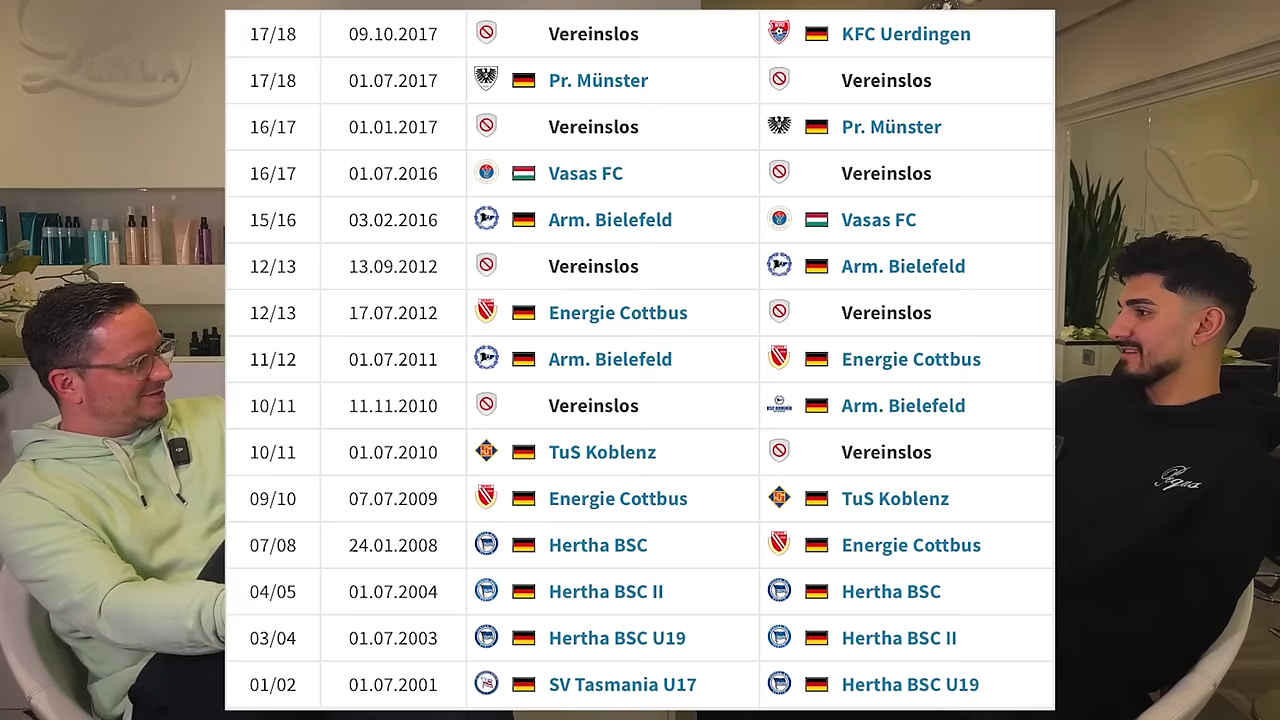 17/18 09.10.2017 Vereinslos KFC Uerdingen
17/18 01.07.2017 Pr. Münster Vereinslos
16/17 01.01.2017 Vereinslos Pr. Münster
16/17 01.07.2016 Vasas FC Vereinslos
15/16 03.02.2016 Arm. Bielefeld Vasas FC
12/13 13.09.2012 Vereinslos Arm. Bielefeld
12/13 17.07.2012 Energie Cottbus Vereinslos
11/12 01.07.2011 Arm. Bielefeld Energie Cottbus
10/11 11.11.2010 Vereinslos Arm. Bielefeld
10/11 01.07.2010 TuS Koblenz Vereinslos
09/10 07.07.2009 Energie Cottbus TuS Koblenz
07/08 24.01.2008 Hertha BSC Energie Cottbus
04/05 01.07.2004 Hertha BSC II Hertha BSC
03/04 01.07.2003 Hertha BSC U19 Hertha BSC II
01/02 01.07.2001 SV Tasmania U17 Hertha BSC U19